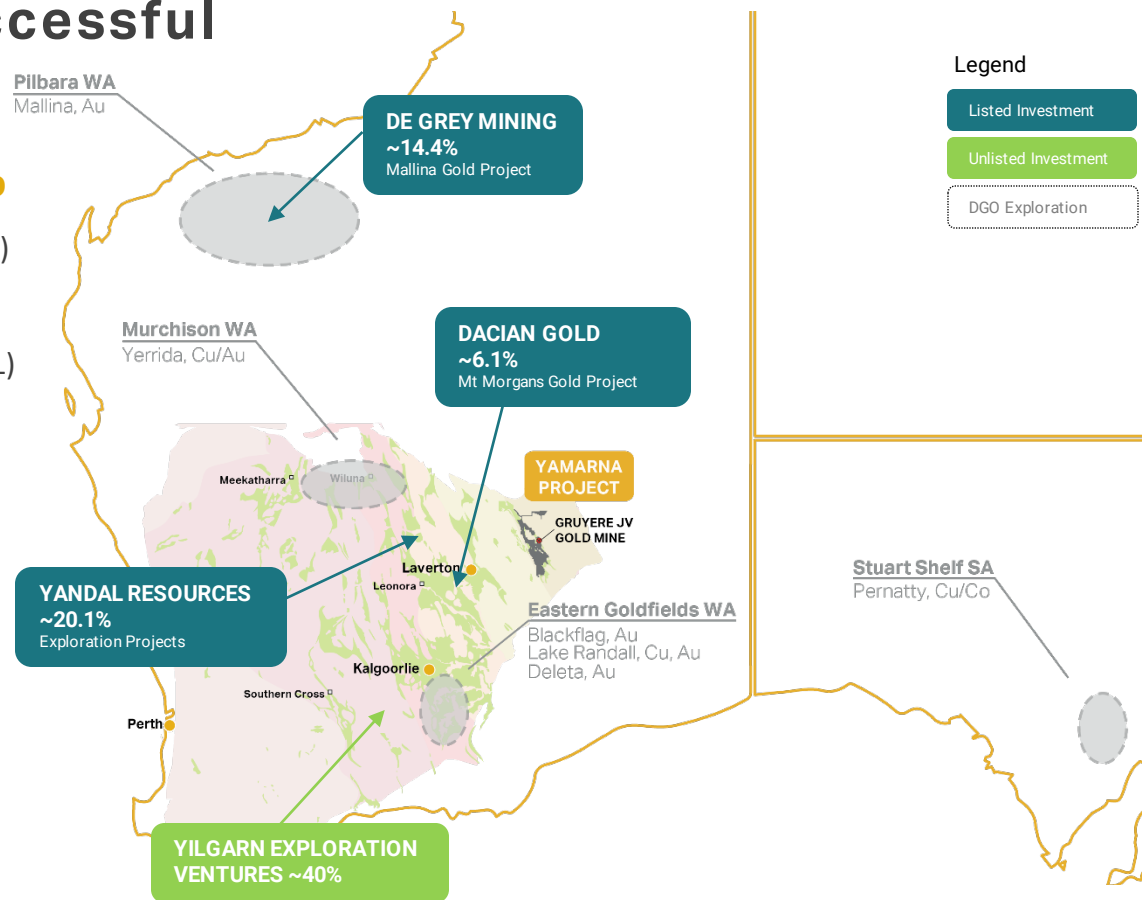 Pilbara WA
Mallina, Au
DE GREY MINING
~14.4%
Mallina Gold Project
Legend
Listed Investment
Unlisted Investment
DGO Exploration
)
Murchison WA
Yerrida, Cu/Au
DACIAN GOLD
~6.1%
Mt Morgans Gold Project
YAMARNA
PROJECT
Meekatharra
Wiluna
GRUYERE JV
GOLD MINE
Laverton
Leonora
YANDAL RESOURCES
~20.1%
Exploration Projects
Eastern Goldfields WA
Blackflag, Au
Lake Randall, Cu, Au
Deleta, Au
Stuart Shelf SA
Pernatty, Cu/Co
Kalgoorlie
Southern Cross
Perth
YILGARN EXPLORATION
VENTURES ~40%